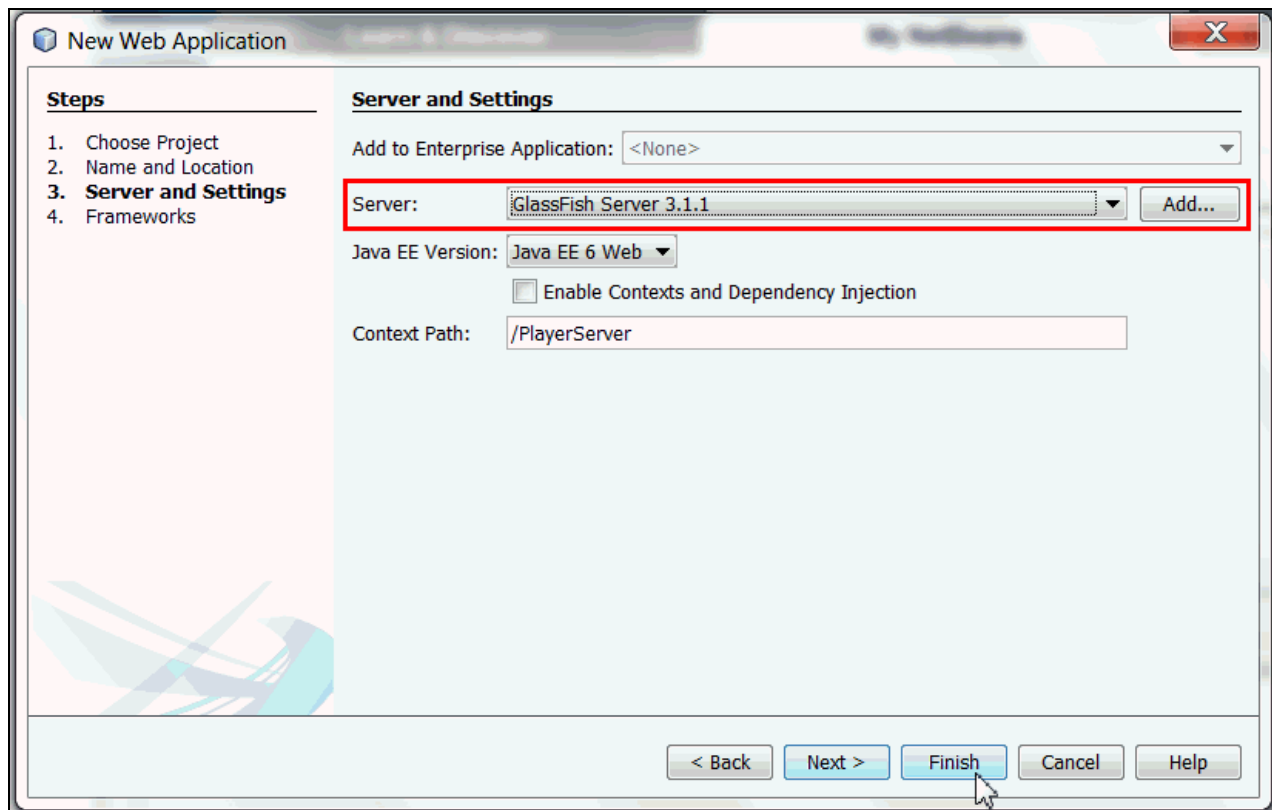 New Web Application
X
Steps
1. Choose Project
2. Name and Location
3. Server and Settings
4. Frameworks
Server and Settings
Add to Enterprise Application: <None>
Server: GlassFish Server 3.1.1 Add...
Java EE Version: Java EE 6 Web
Enable Contexts and Dependency Injection
Context Path: /PlayerServer
< Back Next > Finish Cancel Help